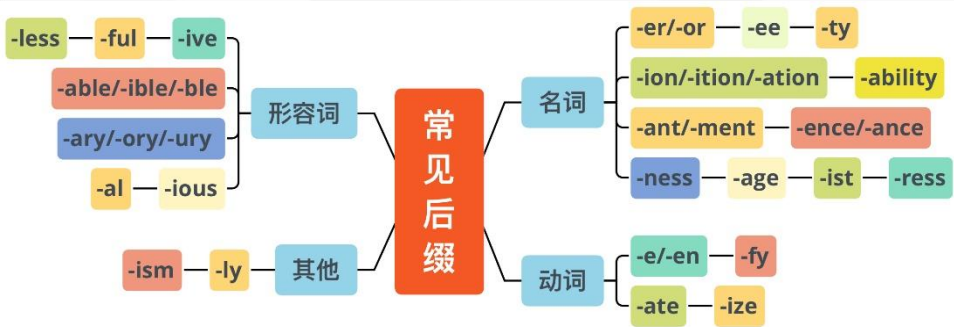 常见后缀
形容词
-less -ful -ive
-able/-ible/-ble
-ary/-ory/-ury
-al -ious
其他
-ism -ly
名词
-er/-or -ee -ty
-ion/-ition/-ation -ability
-ant/-ment -ence/-ance
-ness -age -ist -ress
动词
-e/-en -fy
-ate -ize